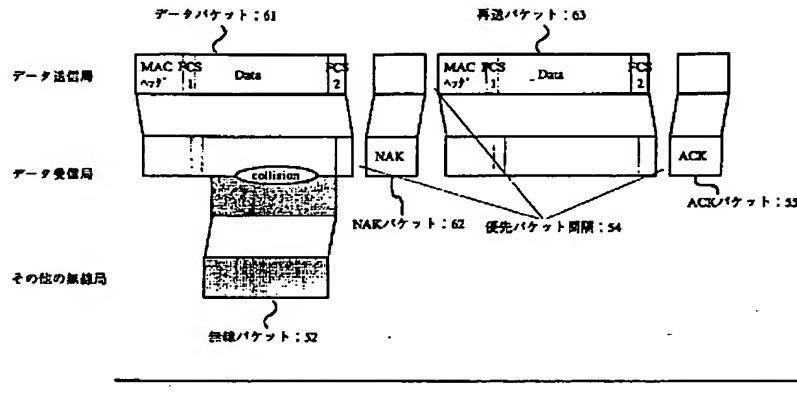 データパケット：61
再送パケット：63
データ送信局
MAC
ヘッダ
FCS
1
Data
FCS
2
MAC
ヘッダ
FCS
1
Data
FCS
2
データ受信局
NAK
ACK
collision
NAKパケット：62
優先パケット間隔：54
ACKパケット：53
その他の無線局
無線パケット：52